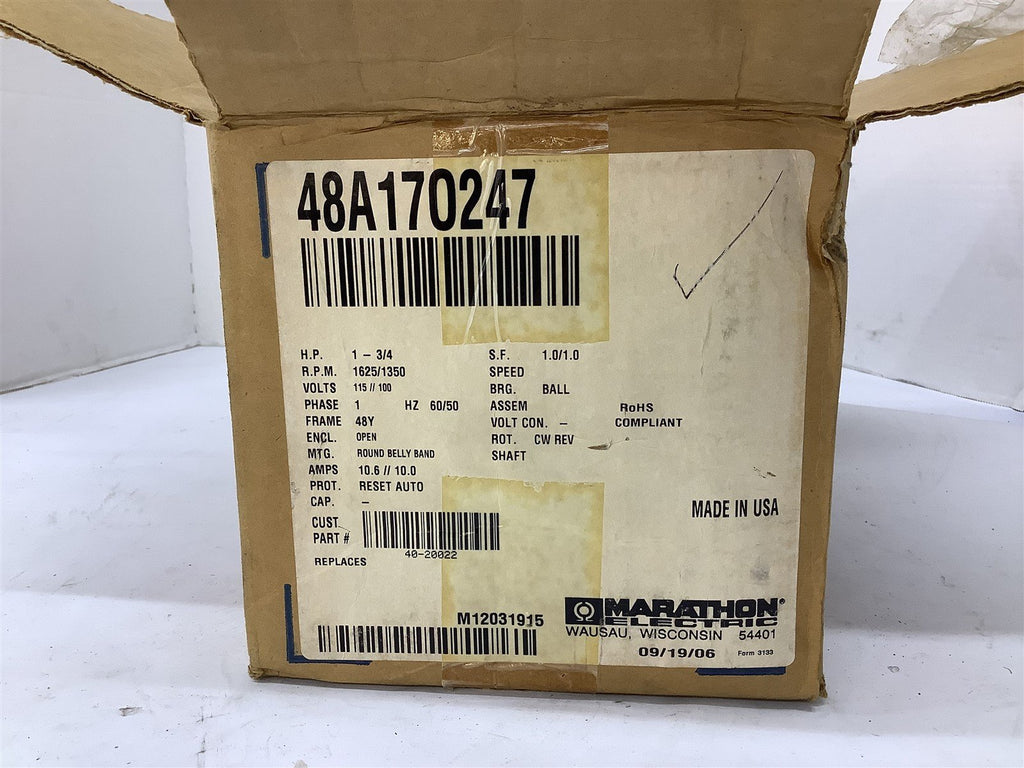 48A17O247
H.P. 1 – 3/4 S.F. 1.0/1.0
R.P.M. 1625/1350 SPEED
VOLTS 115 // 100 BRG. BALL
PHASE 1 HZ 60/50 ASSEM RoHS
FRAME 48Y VOLT CON. – COMPLIANT
ENCL. OPEN ROT. CW REV
MTG. ROUND BELLY BAND SHAFT
AMPS 10.6 // 10.0
PROT. RESET AUTO
CAP. –
MADE IN USA
CUST
PART #
40-20022
REPLACES
M12031915
MARATHON®
ELECTRIC
WAUSAU, WISCONSIN 54401
09/19/06 Form 3133